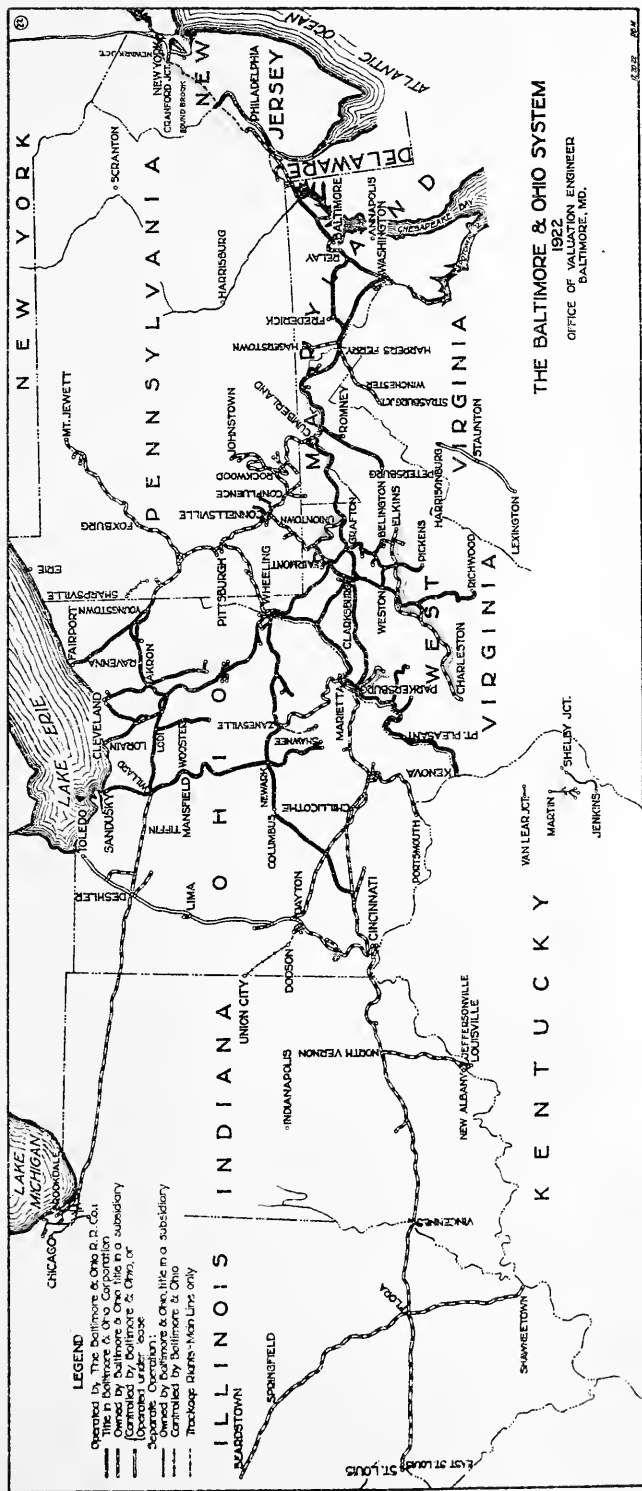 (22)
NEW YORK
PENNSYLVANIA
NEW
JERSEY
DELAWARE
MARYLAND
VIRGINIA
WEST
VIRGINIA
OHIO
INDIANA
ILLINOIS
KENTUCKY
LAKE ERIE
LAKE
MICHIGAN
ATLANTIC OCEAN
CHESAPEAKE BAY
NEW YORK
NEWARK JCT.
CRANFORD JCT.
BOUND BROOK
SCRANTON
PHILADELPHIA
HARRISBURG
BALTIMORE
ANNAPOLIS
WASHINGTON
RELAY
FREDERICK
HAGERSTOWN
HARPERS FERRY
WINCHESTER
STRASBURG JCT.
CUMBERLAND
ROMNEY
PETERSBURG
HARRISONBURG
STAUNTON
LEXINGTON
MT. JEWETT
JOHNSTOWN
ROCKWOOD
CONFLUENCE
CONNELLSVILLE
UNIONTOWN
FOXBURG
ERIE
SHARPSVILLE
PITTSBURGH
YOUNGSTOWN
WHEELING
FAIRMONT
GRAFTON
BELINGTON
ELKINS
CLARKSBURG
WESTON
PICKENS
RICHWOOD
CHARLESTON
PARKERSBURG
MARIETTA
PT. PLEASANT
KENOVA
FAIRPORT
RAVENNA
AKRON
CLEVELAND
LORAIN
LODI
WOOSTER
ZANESVILLE
SHAWNEE
WILLARD
SANDUSKY
TOLEDO
TIFFIN
MANSFIELD
NEWARK
COLUMBUS
CHILLICOTHE
PORTSMOUTH
DESHLER
LIMA
DAYTON
DODSON
CINCINNATI
UNION CITY
INDIANAPOLIS
NORTH VERNON
JEFFERSONVILLE
NEW ALBANY
LOUISVILLE
VAN LEAR JCT.
MARTIN
SHELBY JCT.
JENKINS
CHICAGO
BROOKDALE
VINCENNES
FLORA
SHAWNEETOWN
SPRINGFIELD
BEARDSTOWN
ST. LOUIS
EAST ST. LOUIS
LEGEND
Operated by The Baltimore & Ohio R.R. Co.:
Title in Baltimore & Ohio Corporation
Owned by Baltimore & Ohio title in a subsidiary
Controlled by Baltimore & Ohio, or
Operated under lease
Separate Operation:
Owned by Baltimore & Ohio, title in a subsidiary
Controlled by Baltimore & Ohio
Trackage Rights-Main Line only
THE BALTIMORE & OHIO SYSTEM
1922
OFFICE OF VALUATION ENGINEER
BALTIMORE, MD.